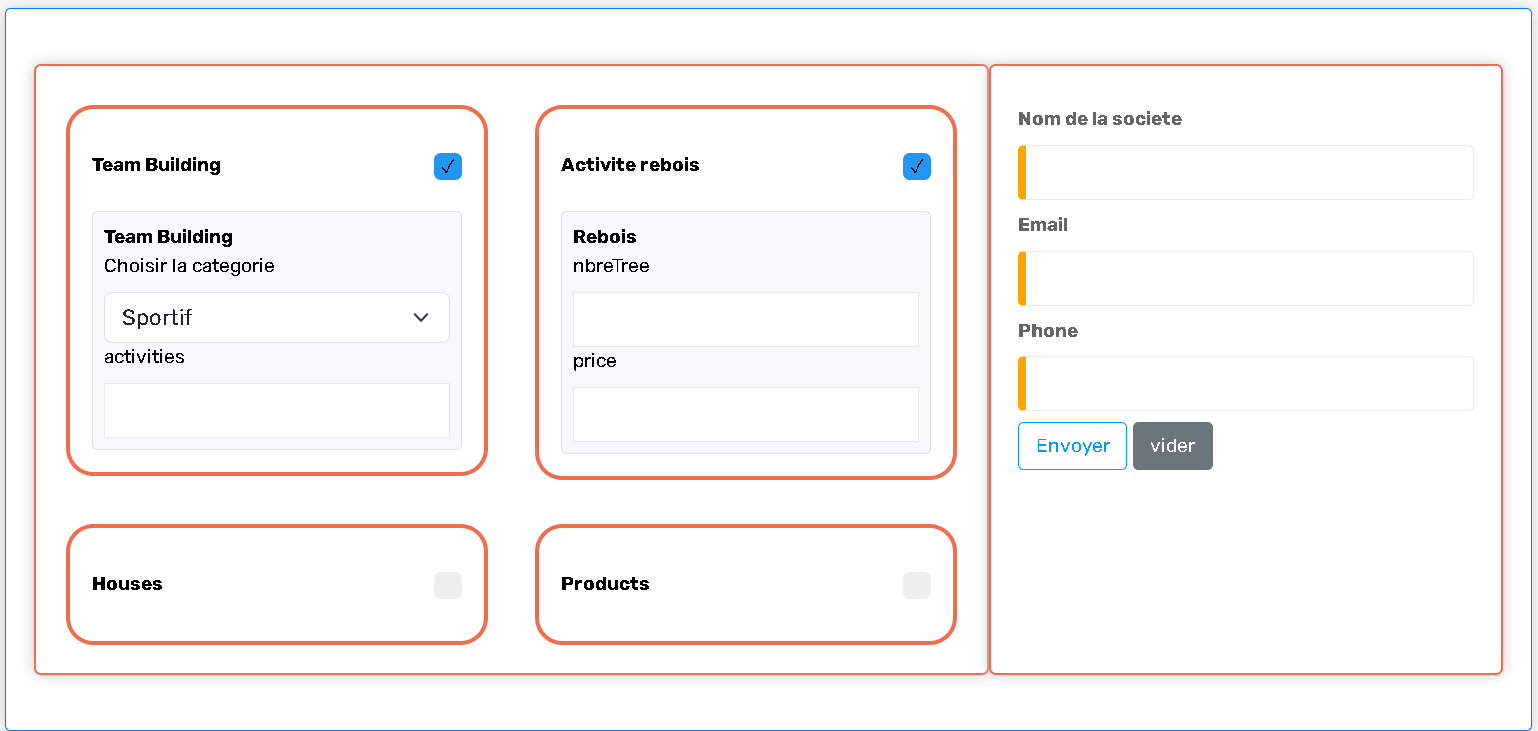 Team Building
Team Building
Choisir la categorie
Sportif
activities
Activite rebois
Rebois
nbreTree
price
Houses
Products
Nom de la societe
Email
Phone
Envoyer
vider